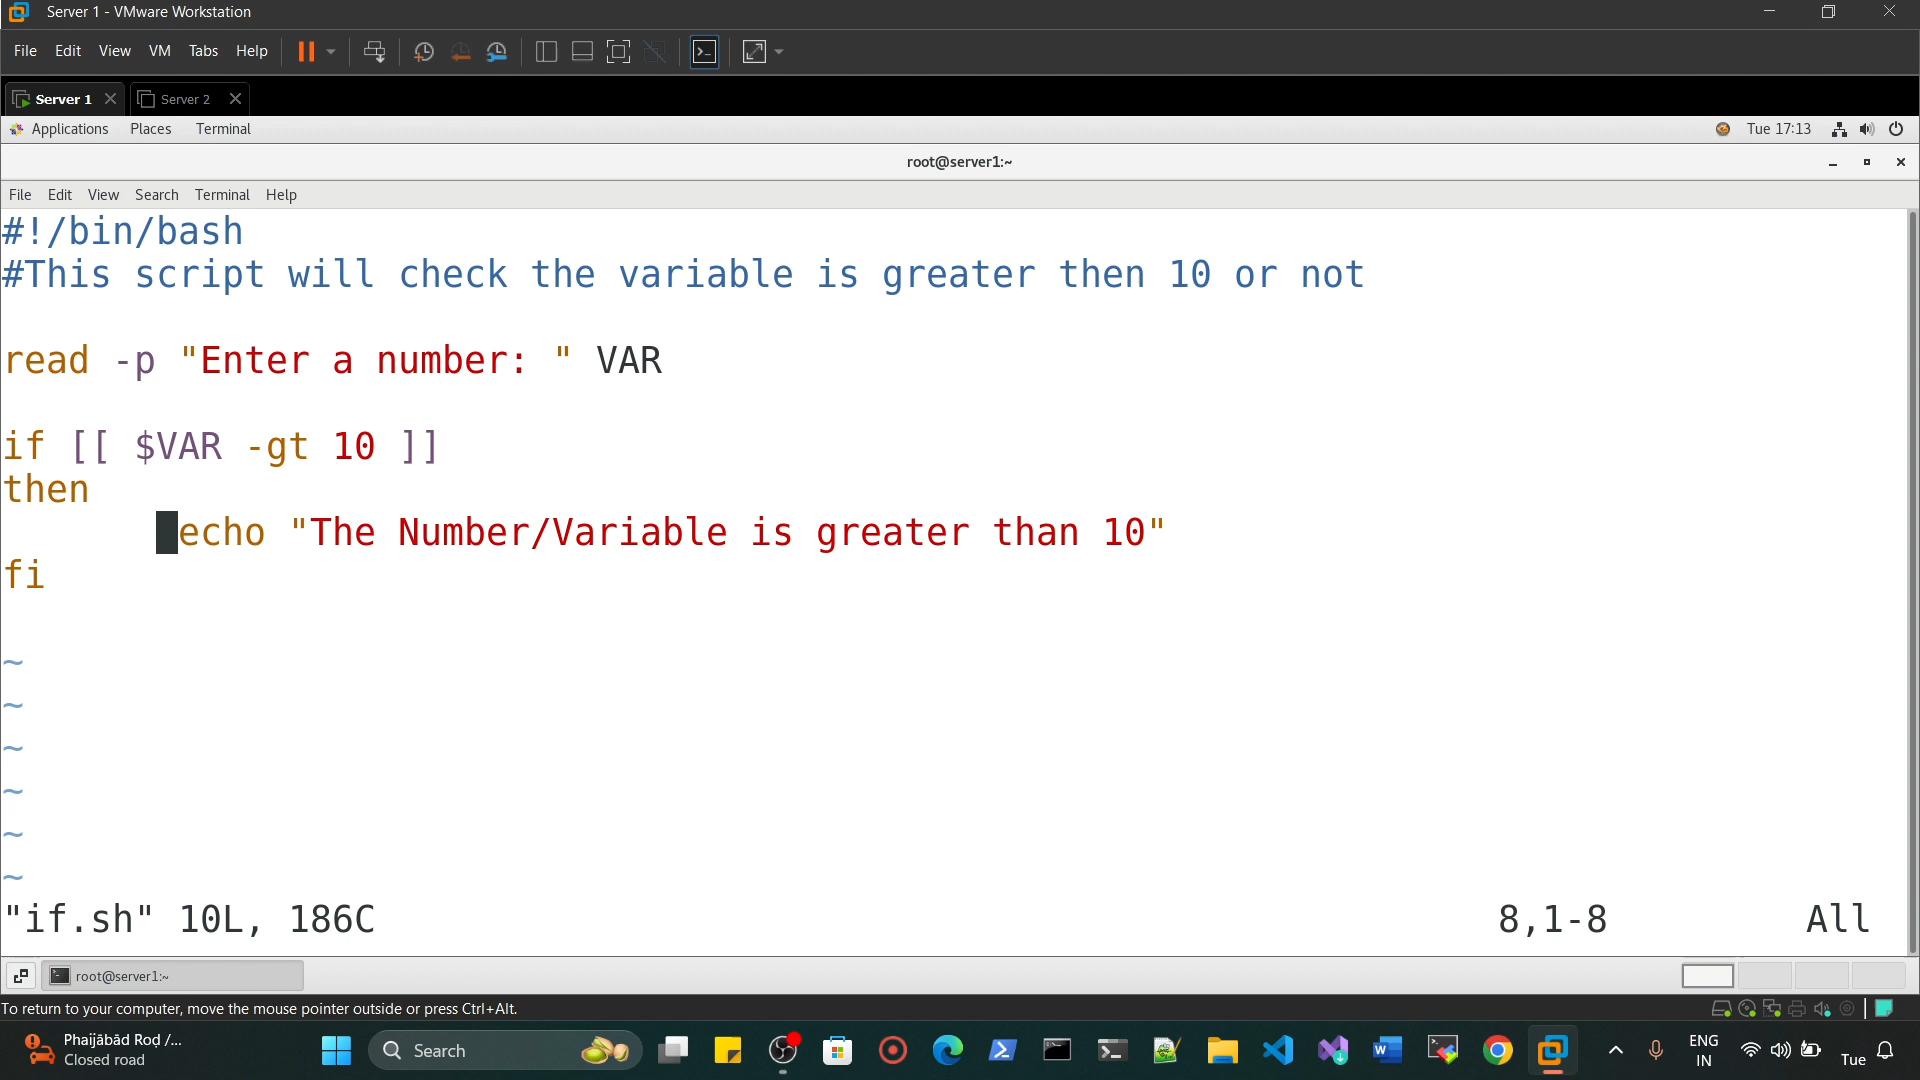 Server 1 - VMware Workstation
File Edit View VM Tabs Help
Server 1 Server 2
Applications Places Terminal Tue 17:13
root@server1:~
File Edit View Search Terminal Help
#!/bin/bash
#This script will check the variable is greater then 10 or not
read -p "Enter a number: " VAR
if [[ $VAR -gt 10 ]]
then
echo "The Number/Variable is greater than 10"
fi
~
~
~
~
~
~
"if.sh" 10L, 186C 8,1-8 All
root@server1:~
To return to your computer, move the mouse pointer outside or press Ctrl+Alt.
Phaijābād Roḍ /...
Closed road
Search
ENG
IN
Tue